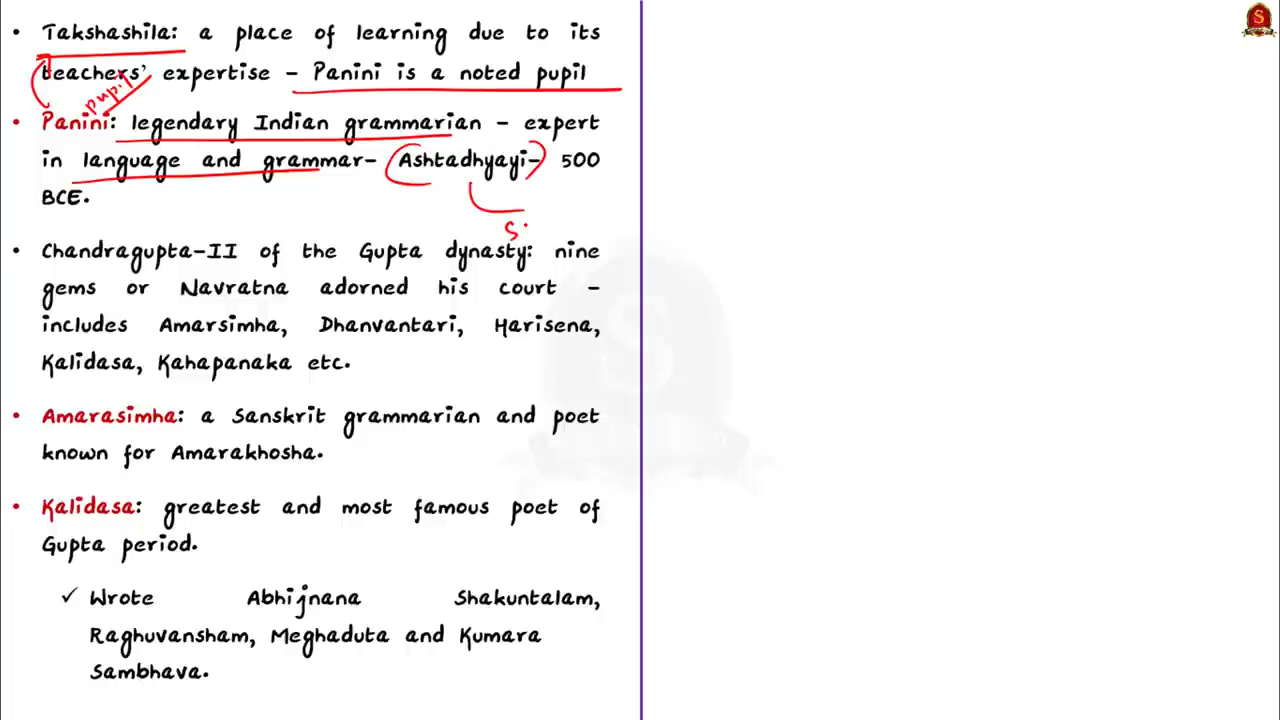 • Takshashila: a place of learning due to its
teachers' expertise – Panini is a noted pupil
pupil
• Panini: legendary Indian grammarian – expert
in language and grammar– Ashtadhyayi– 500
BCE.
S.
• Chandragupta-II of the Gupta dynasty: nine
gems or Navratna adorned his court –
includes Amarsimha, Dhanvantari, Harisena,
Kalidasa, Kahapanaka etc.
• Amarasimha: a Sanskrit grammarian and poet
known for Amarakhosha.
• Kalidasa: greatest and most famous poet of
Gupta period.
✓ Wrote Abhijnana Shakuntalam,
Raghuvansham, Meghaduta and Kumara
Sambhava.